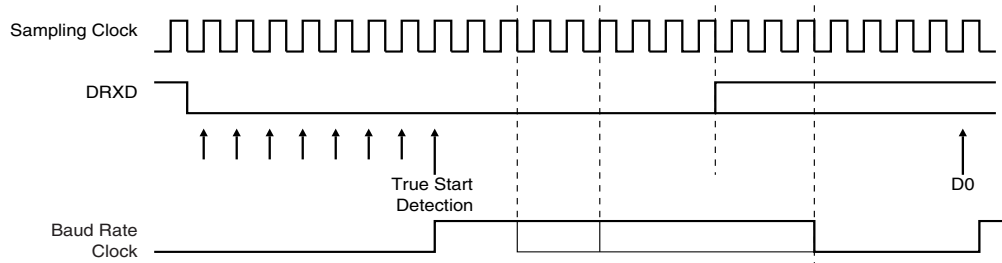 Sampling Clock
DRXD
True Start
Detection
D0
Baud Rate
Clock